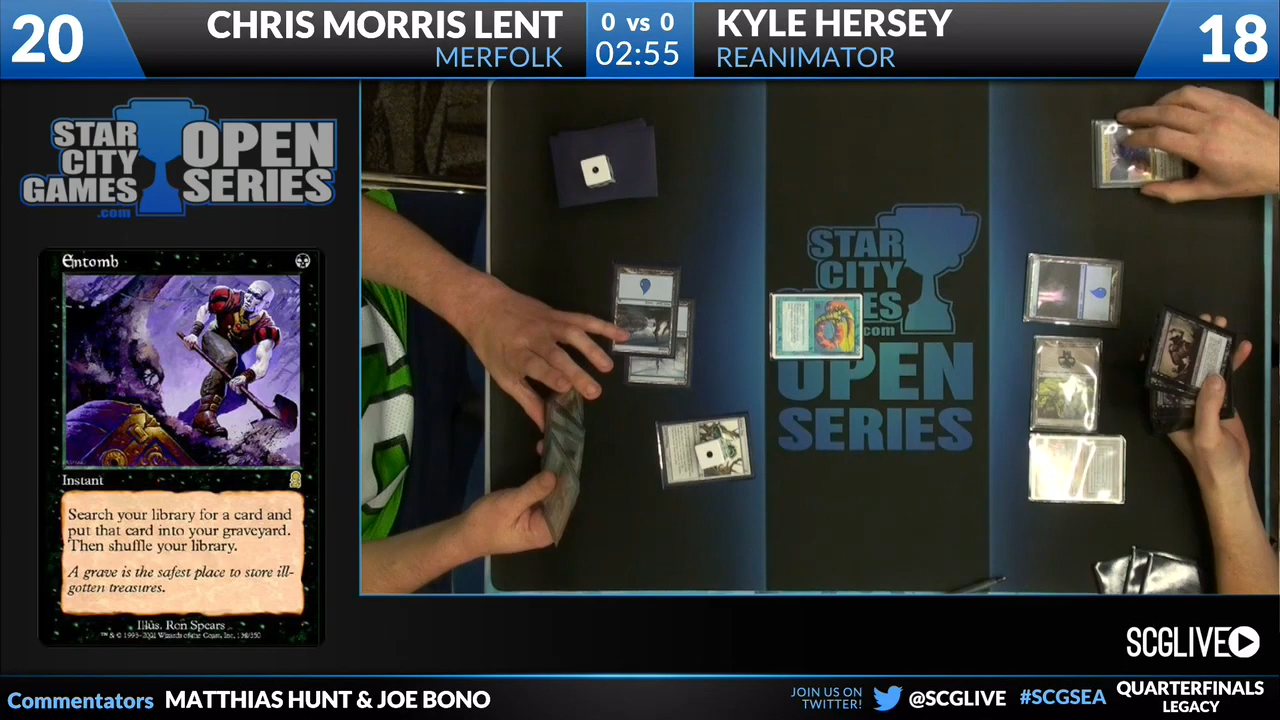 20
CHRIS MORRIS LENT
MERFOLK
0 vs 0
02:55
KYLE HERSEY
REANIMATOR
18
STAR
CITY
GAMES
.com
OPEN
SERIES
Entomb
Instant
Search your library for a card and
put that card into your graveyard.
Then shuffle your library.
A grave is the safest place to store ill-
gotten treasures.
Illus. Ron Spears
STAR
CITY
GAMES
.com
OPEN
SERIES
SCGLIVE
Commentators MATTHIAS HUNT & JOE BONO
JOIN US ON
TWITTER!
@SCGLIVE #SCGSEA
QUARTERFINALS
LEGACY